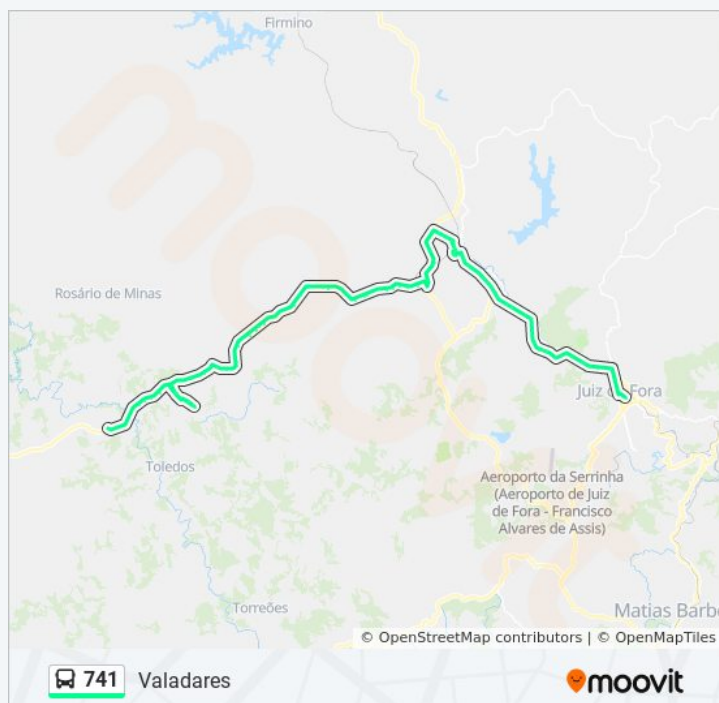 Firmino
Rosário de Minas
Juiz de Fora
Toledos
Aeroporto da Serrinha
(Aeroporto de Juiz
de Fora - Francisco
Alvares de Assis)
Torreões
Matias Barbo
© OpenStreetMap contributors | © OpenMapTiles
741 Valadares
moovit